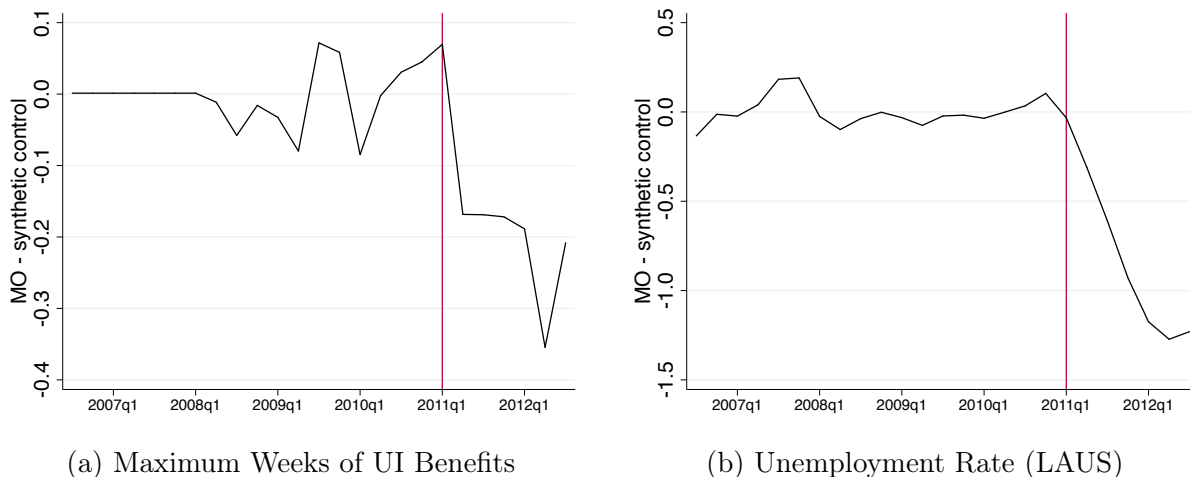 MO - synthetic control
0.1
0.0
-0.1
-0.2
-0.3
-0.4
2007q1 2008q1 2009q1 2010q1 2011q1 2012q1
(a) Maximum Weeks of UI Benefits
MO - synthetic control
0.5
0.0
-0.5
-1.0
-1.5
2007q1 2008q1 2009q1 2010q1 2011q1 2012q1
(b) Unemployment Rate (LAUS)